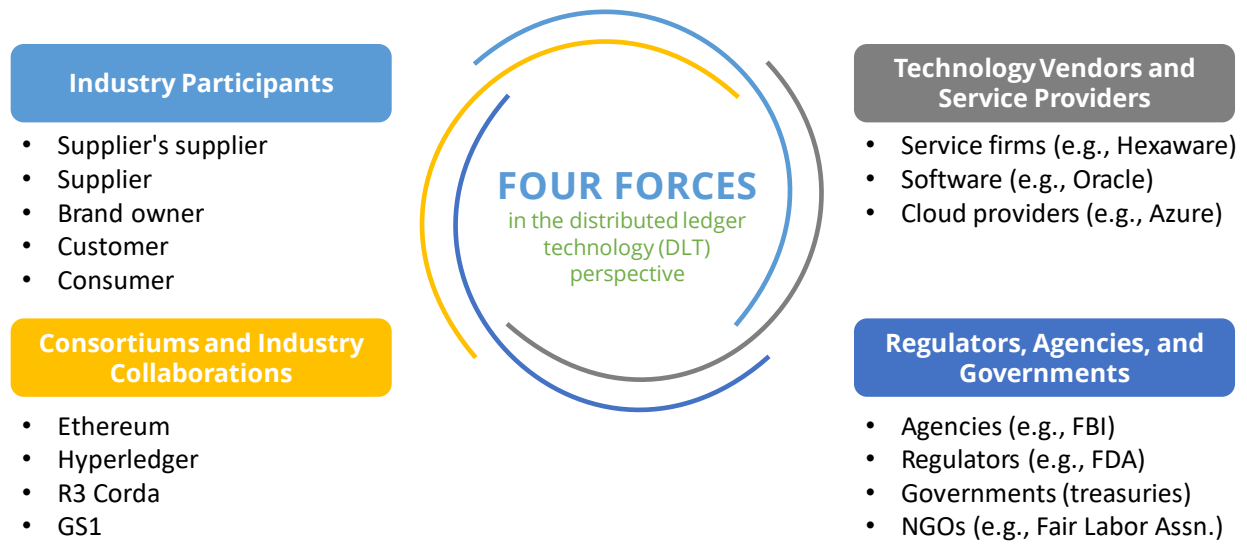 Industry Participants
• Supplier's supplier
• Supplier
• Brand owner
• Customer
• Consumer
Consortiums and Industry
Collaborations
• Ethereum
• Hyperledger
• R3 Corda
• GS1
FOUR FORCES
in the distributed ledger
technology (DLT)
perspective
Technology Vendors and
Service Providers
• Service firms (e.g., Hexaware)
• Software (e.g., Oracle)
• Cloud providers (e.g., Azure)
Regulators, Agencies, and
Governments
• Agencies (e.g., FBI)
• Regulators (e.g., FDA)
• Governments (treasuries)
• NGOs (e.g., Fair Labor Assn.)